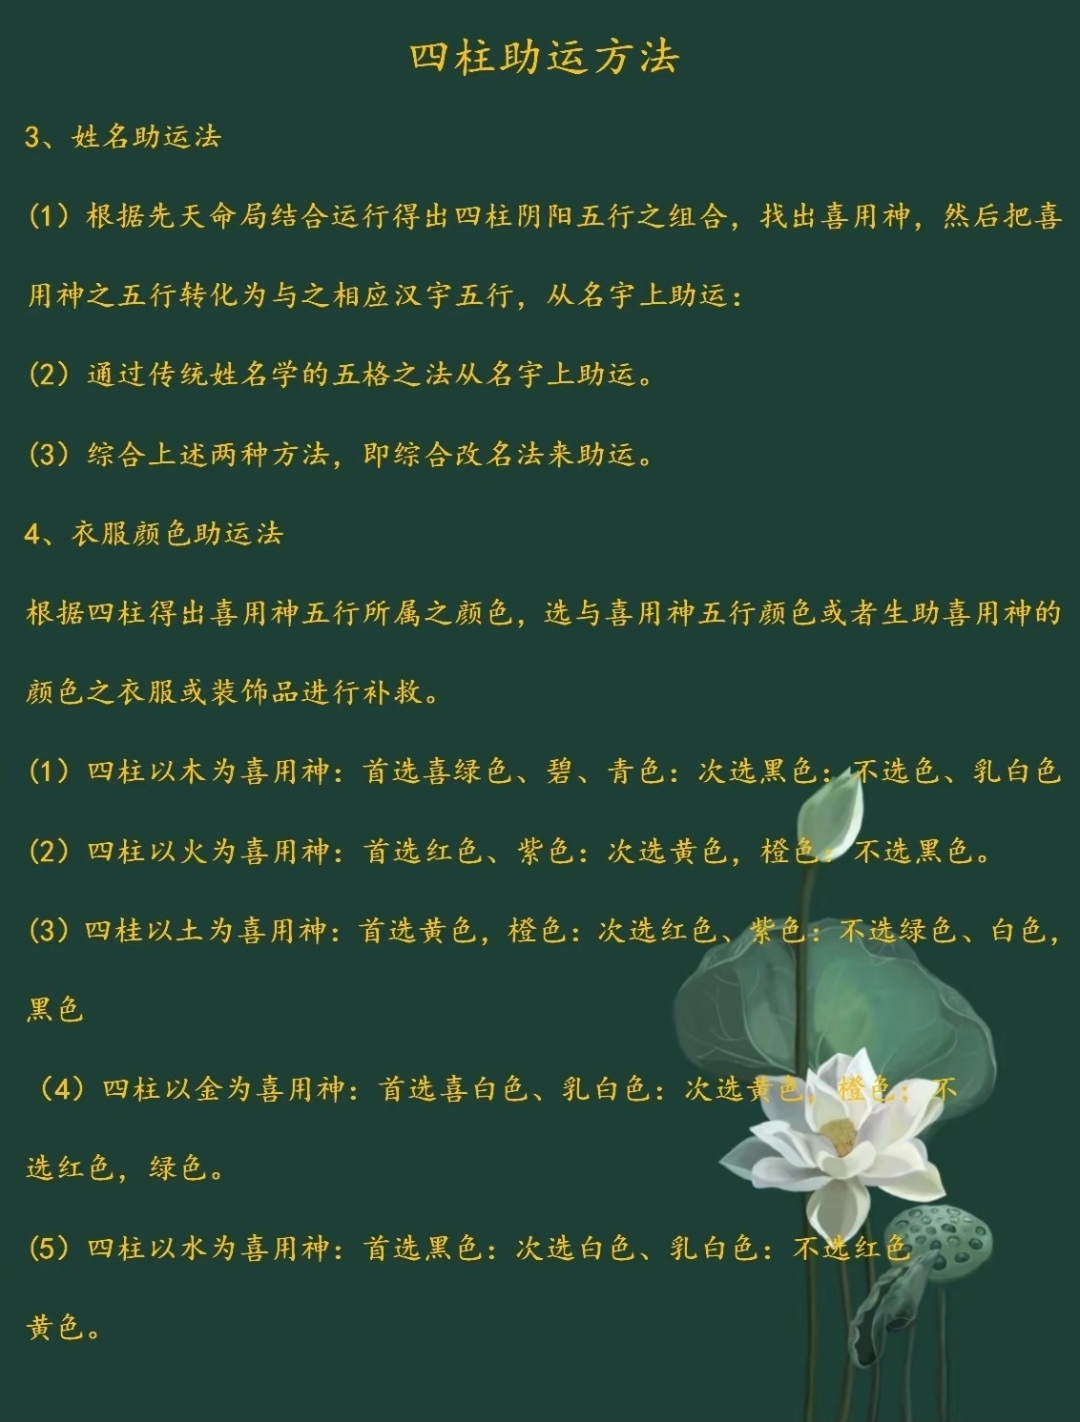 四柱助运方法
3、姓名助运法
(1）根据先天命局结合运行得出四柱阴阳五行之组合，找出喜用神，然后把喜
用神之五行转化为与之相应汉字五行，从名字上助运：
(2）通过传统姓名学的五格之法从名字上助运。
(3）综合上述两种方法，即综合改名法来助运。
4、衣服颜色助运法
根据四柱得出喜用神五行所属之颜色，选与喜用神五行颜色或者生助喜用神的
颜色之衣服或装饰品进行补救。
(1）四柱以木为喜用神：首选喜绿色、碧、青色：次选黑色：不选色、乳白色
(2）四柱以火为喜用神：首选红色、紫色：次选黄色，橙色：不选黑色。
(3）四桂以土为喜用神：首选黄色，橙色：次选红色、紫色：不选绿色、白色，
黑色
（4）四柱以金为喜用神：首选喜白色、乳白色：次选黄色，橙色：不
选红色，绿色。
(5）四柱以水为喜用神：首选黑色：次选白色、乳白色：不选红色
黄色。